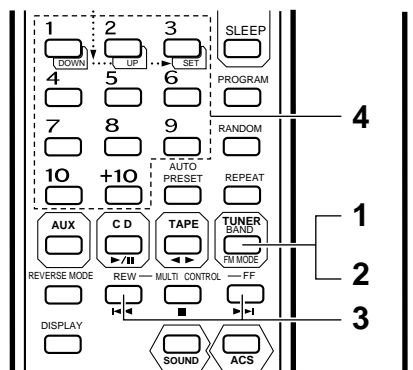 1 2 3 SLEEP
DOWN UP SET
4 5 6 PROGRAM
4
7 8 9 RANDOM
10 +10 AUTO PRESET REPEAT
AUX CD TAPE TUNER BAND 1
►/II ◄ ► FM MODE
2
REVERSE MODE REW MULTI CONTROL FF
I◄◄ ■ ►►I 3
DISPLAY
SOUND ACS